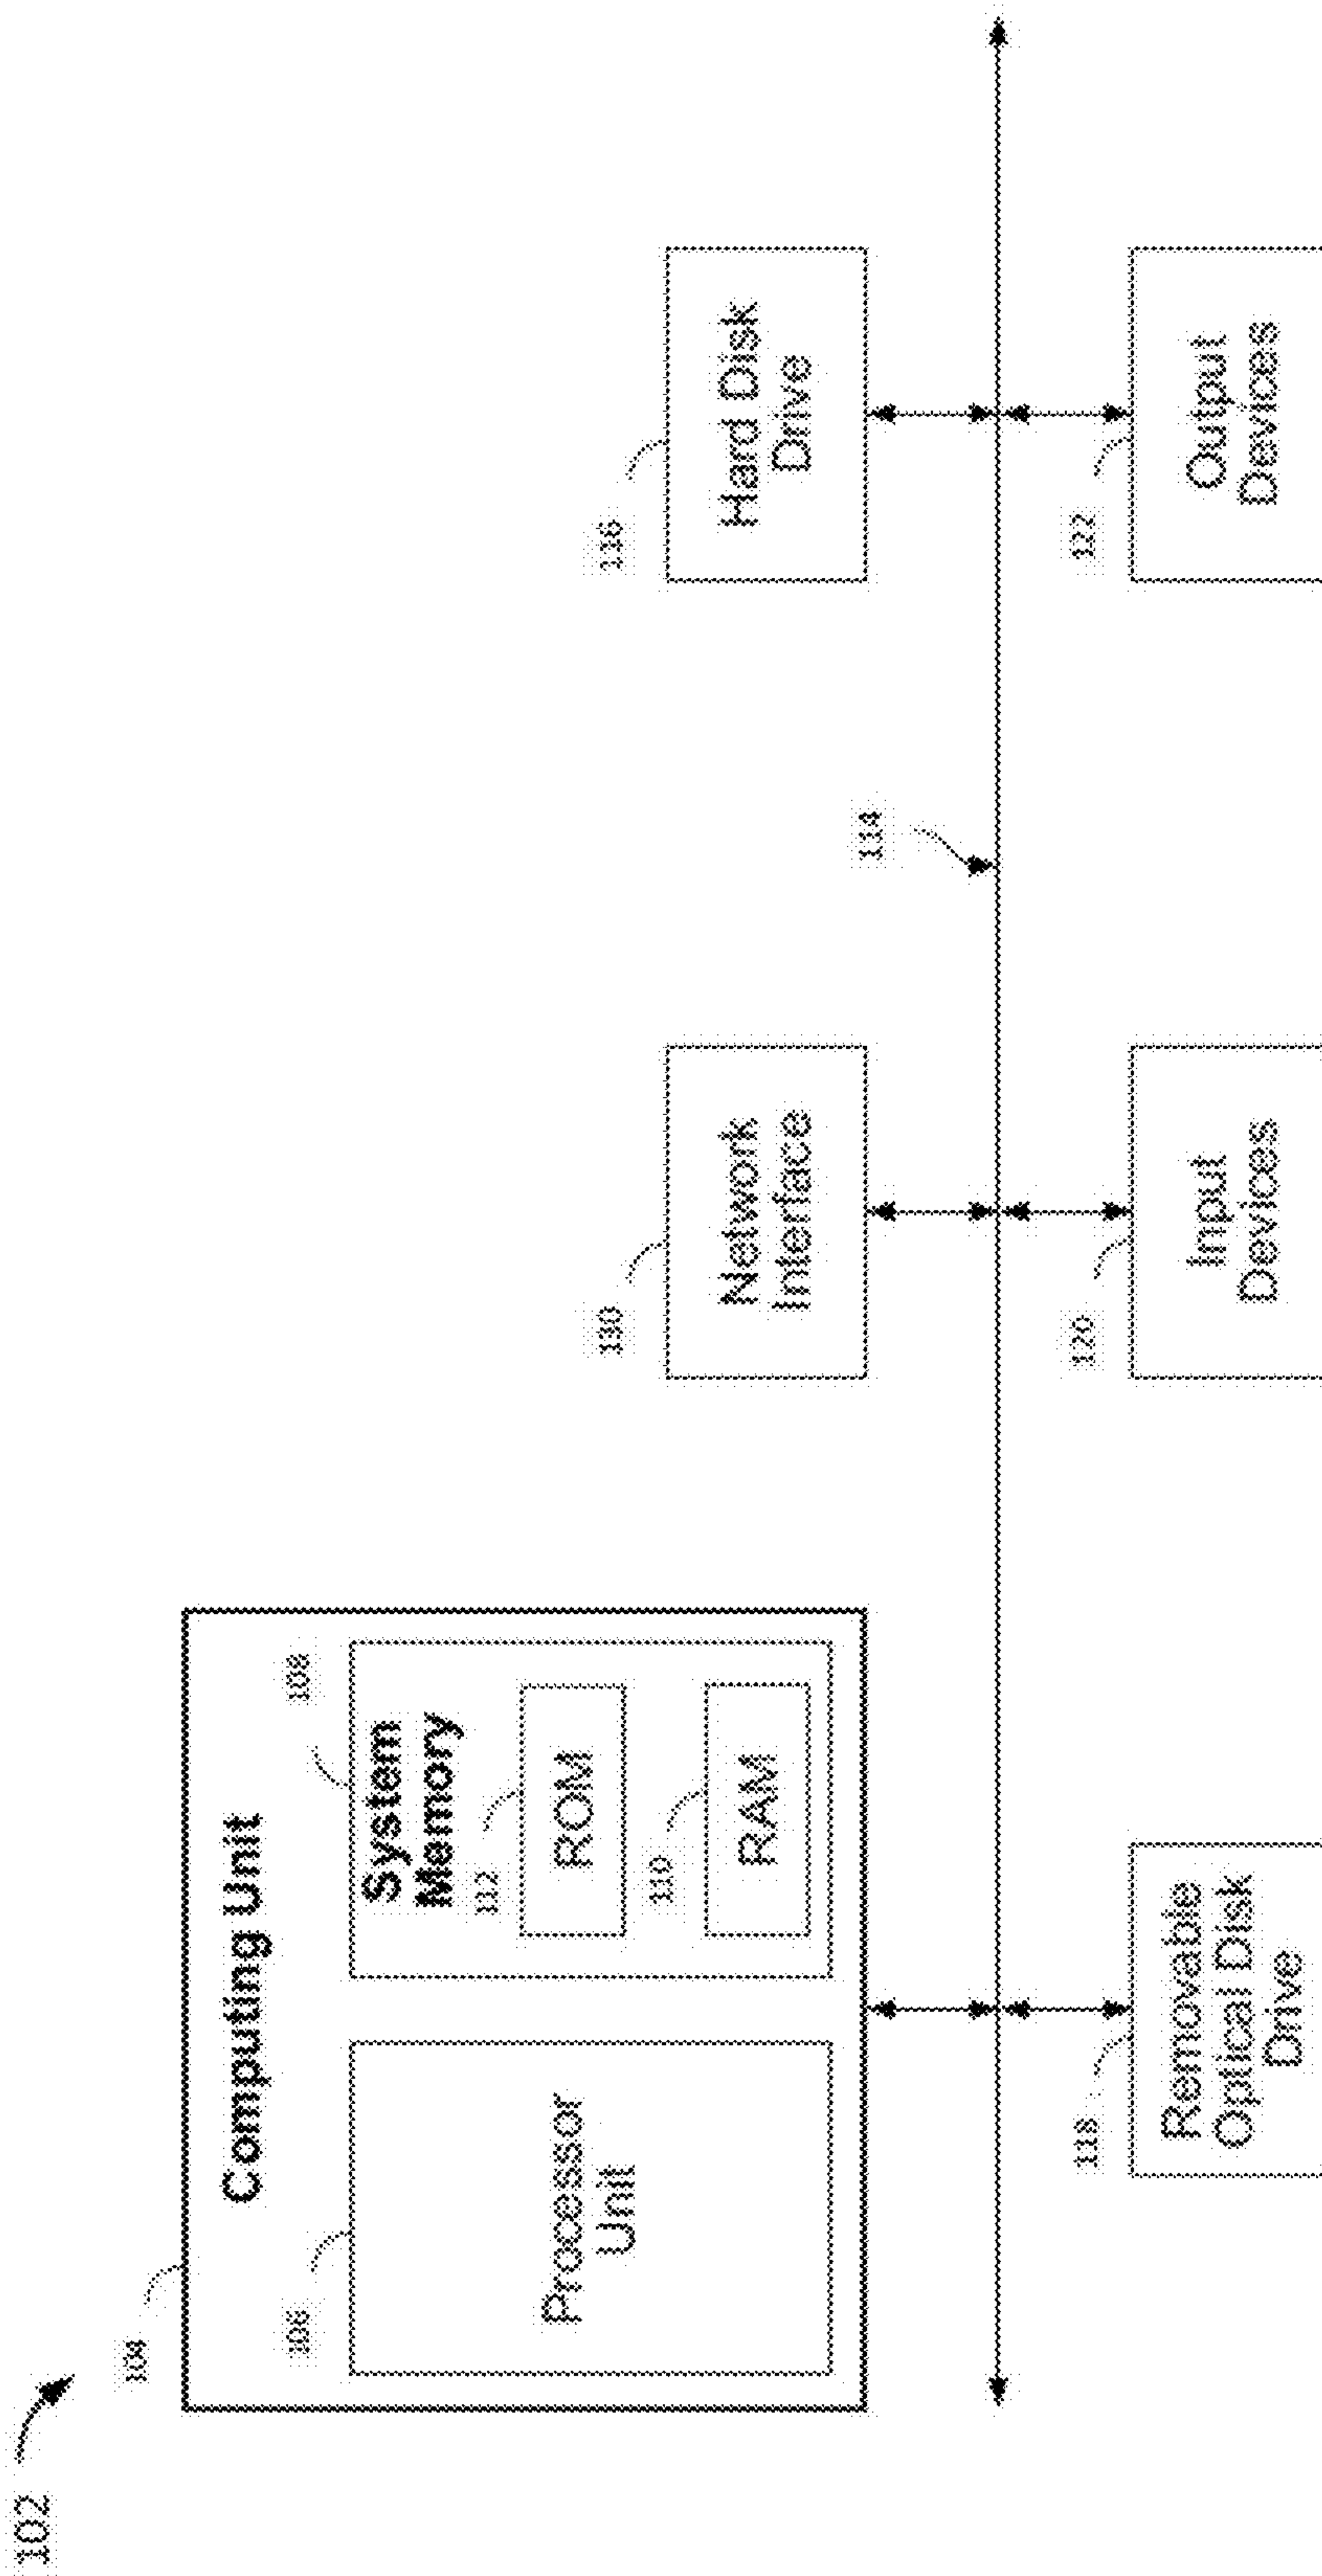 102
104
Computing Unit
106
Processor
Unit
108
System
Memory
112
ROM
110
RAM
130
Network
Interface
116
Hard Disk
Drive
114
118
Removable
Optical Disk
Drive
120
Input
Devices
122
Output
Devices